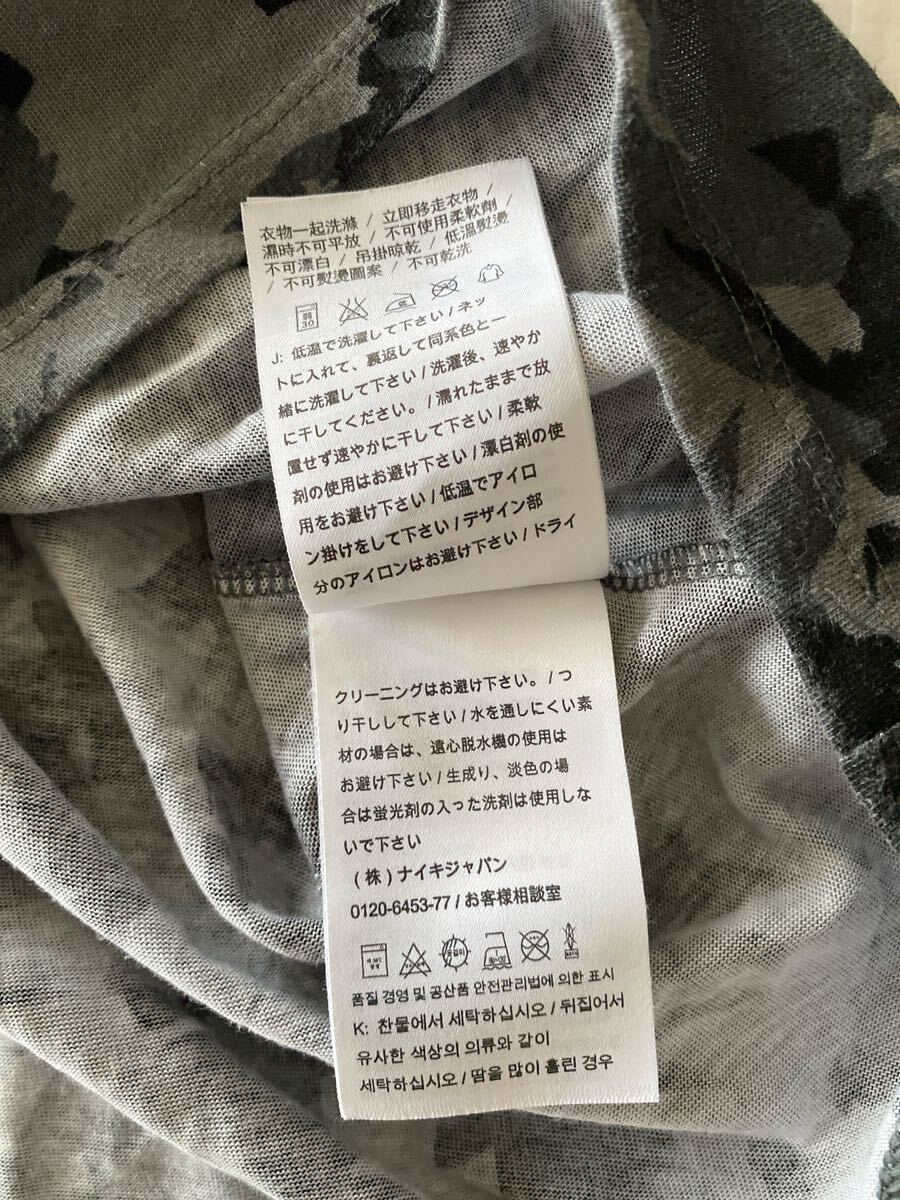 衣物一起洗滌 / 立即移走衣物 /
濕時不可平放 / 不可使用柔軟劑 /
不可漂白 / 吊掛晾乾 / 低溫熨燙
/ 不可熨燙圖案 / 不可乾洗
弱
30
低
J: 低温で洗濯して下さい / ネッ
トに入れて、裏返して同系色と一
緒に洗濯して下さい / 洗濯後、速やか
に干してください。 / 濡れたままで放
置せず速やかに干して下さい / 柔軟
剤の使用はお避け下さい / 漂白剤の使
用をお避け下さい / 低温でアイロ
ン掛けをして下さい / デザイン部
分のアイロンはお避け下さい / ドライ
クリーニングはお避け下さい。 / つ
り干しして下さい / 水を通しにくい素
材の場合は、遠心脱水機の使用は
お避け下さい / 生成り、淡色の場
合は蛍光剤の入った洗剤は使用しな
いで下さい
(株) ナイキジャパン
0120-6453-77 / お客様相談室
품질 경영 및 공산품 안전관리법에 의한 표시
K: 찬물에서 세탁하십시오 / 뒤집어서
유사한 색상의 의류와 같이
세탁하십시오 / 땀을 많이 흘린 경우